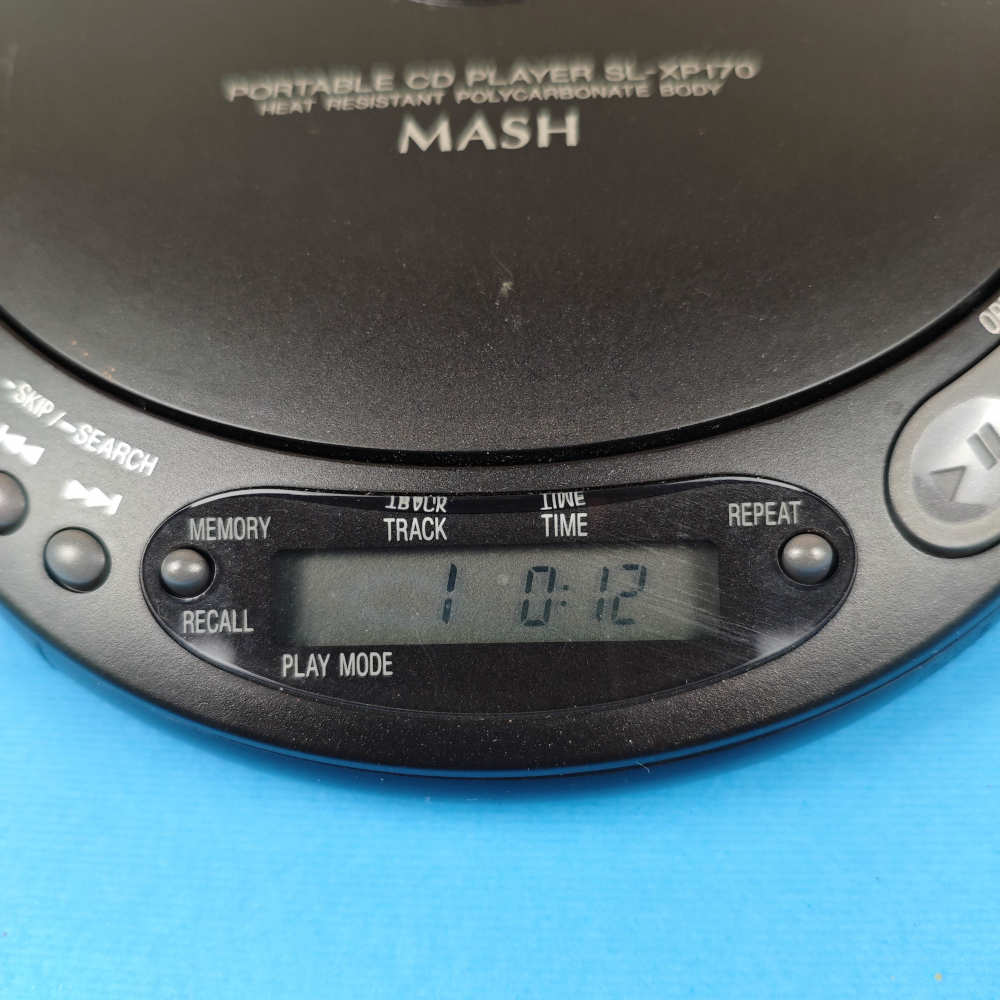 PORTABLE CD PLAYER SL-XP170
HEAT RESISTANT POLYCARBONATE BODY
MASH
-SKIP/-SEARCH
MEMORY
TRACK
TIME
REPEAT
1 0:12
RECALL
PLAY MODE